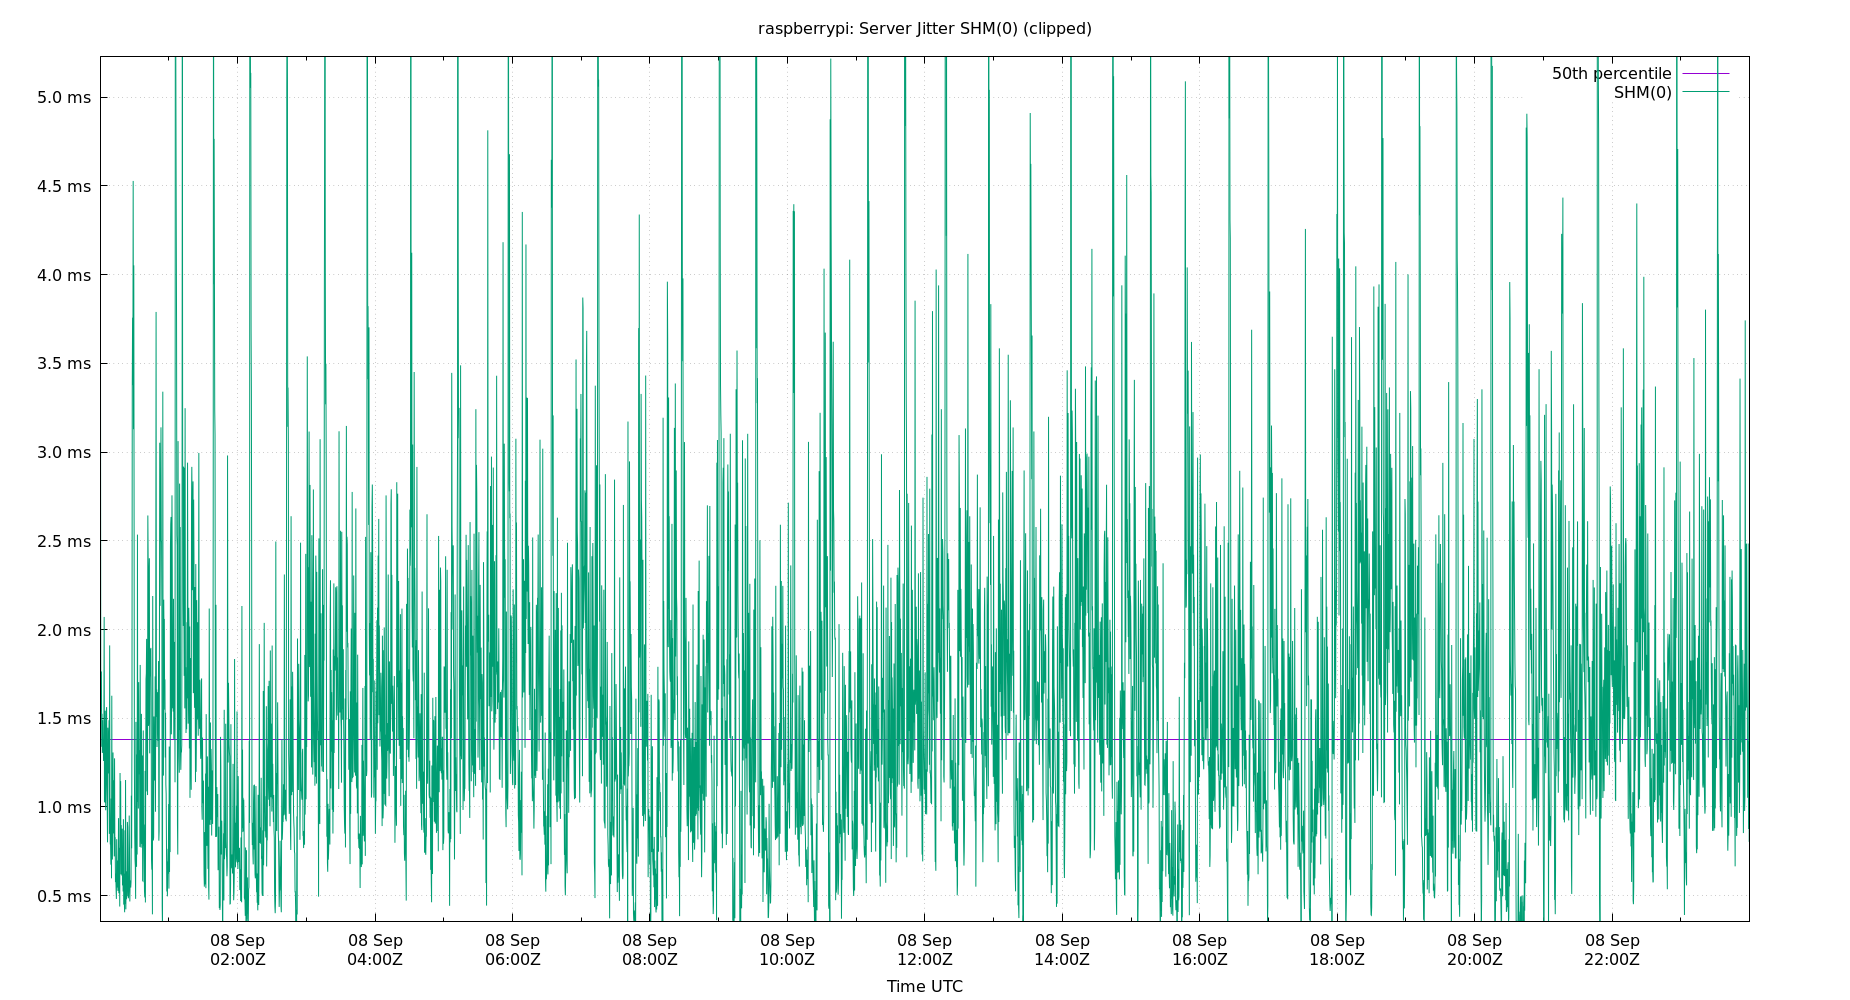 raspberrypi: Server Jitter SHM(0) (clipped)
50th percentile
SHM(0)
5.0 ms
4.5 ms
4.0 ms
3.5 ms
3.0 ms
2.5 ms
2.0 ms
1.5 ms
1.0 ms
0.5 ms
08 Sep 08 Sep 08 Sep 08 Sep 08 Sep 08 Sep 08 Sep 08 Sep 08 Sep 08 Sep 08 Sep
02:00Z 04:00Z 06:00Z 08:00Z 10:00Z 12:00Z 14:00Z 16:00Z 18:00Z 20:00Z 22:00Z
Time UTC